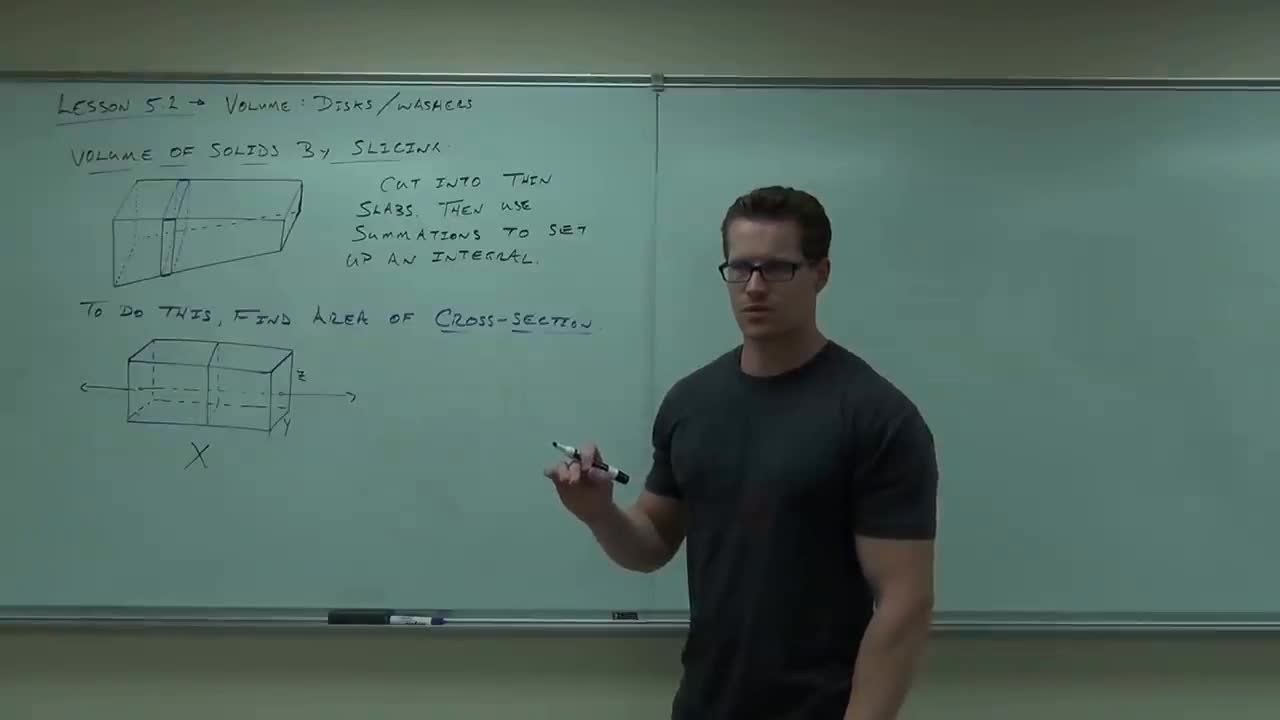 LESSON 5.2 → VOLUME: DISKS/WASHERS
VOLUME OF SOLIDS BY SLICING.
CUT INTO THIN
SLABS. THEN USE
SUMMATIONS TO SET
UP AN INTEGRAL.
TO DO THIS, FIND AREA OF CROSS-SECTION.
Z
Y
X